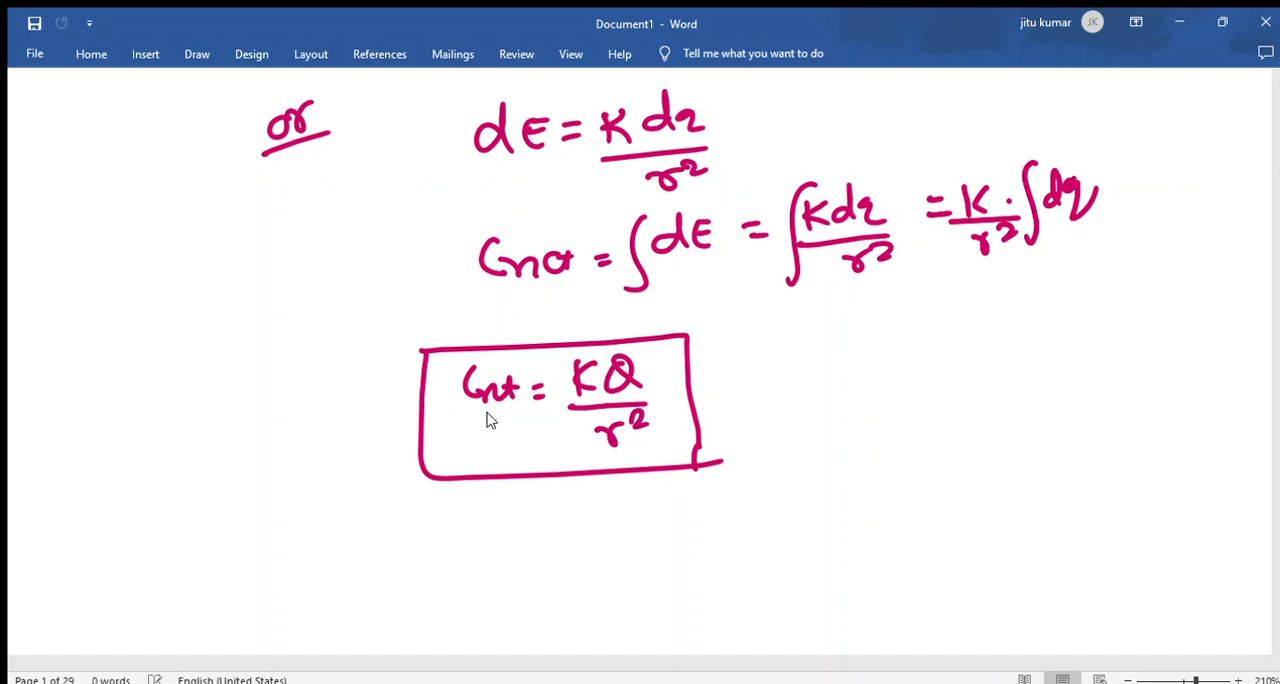 Document1 - Word
jitu kumar JK
File Home Insert Draw Design Layout References Mailings Review View Help Tell me what you want to do
or
dE = K dq / r²
Enet = ∫dE = ∫ K dq / r² = K / r² · ∫dq
Enet = KQ / r²
Page 1 of 29 0 words English (United States) 210%